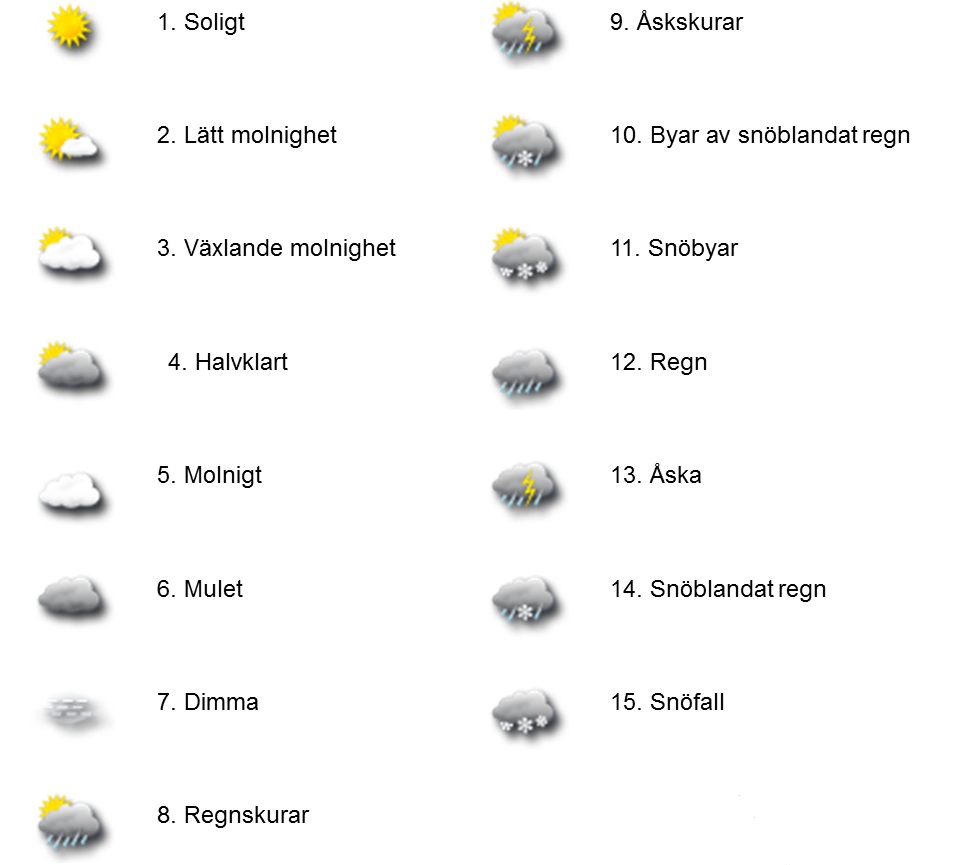 1. Soligt
2. Lätt molnighet
3. Växlande molnighet
4. Halvklart
5. Molnigt
6. Mulet
7. Dimma
8. Regnskurar
9. Åskskurar
10. Byar av snöblandat regn
11. Snöbyar
12. Regn
13. Åska
14. Snöblandat regn
15. Snöfall